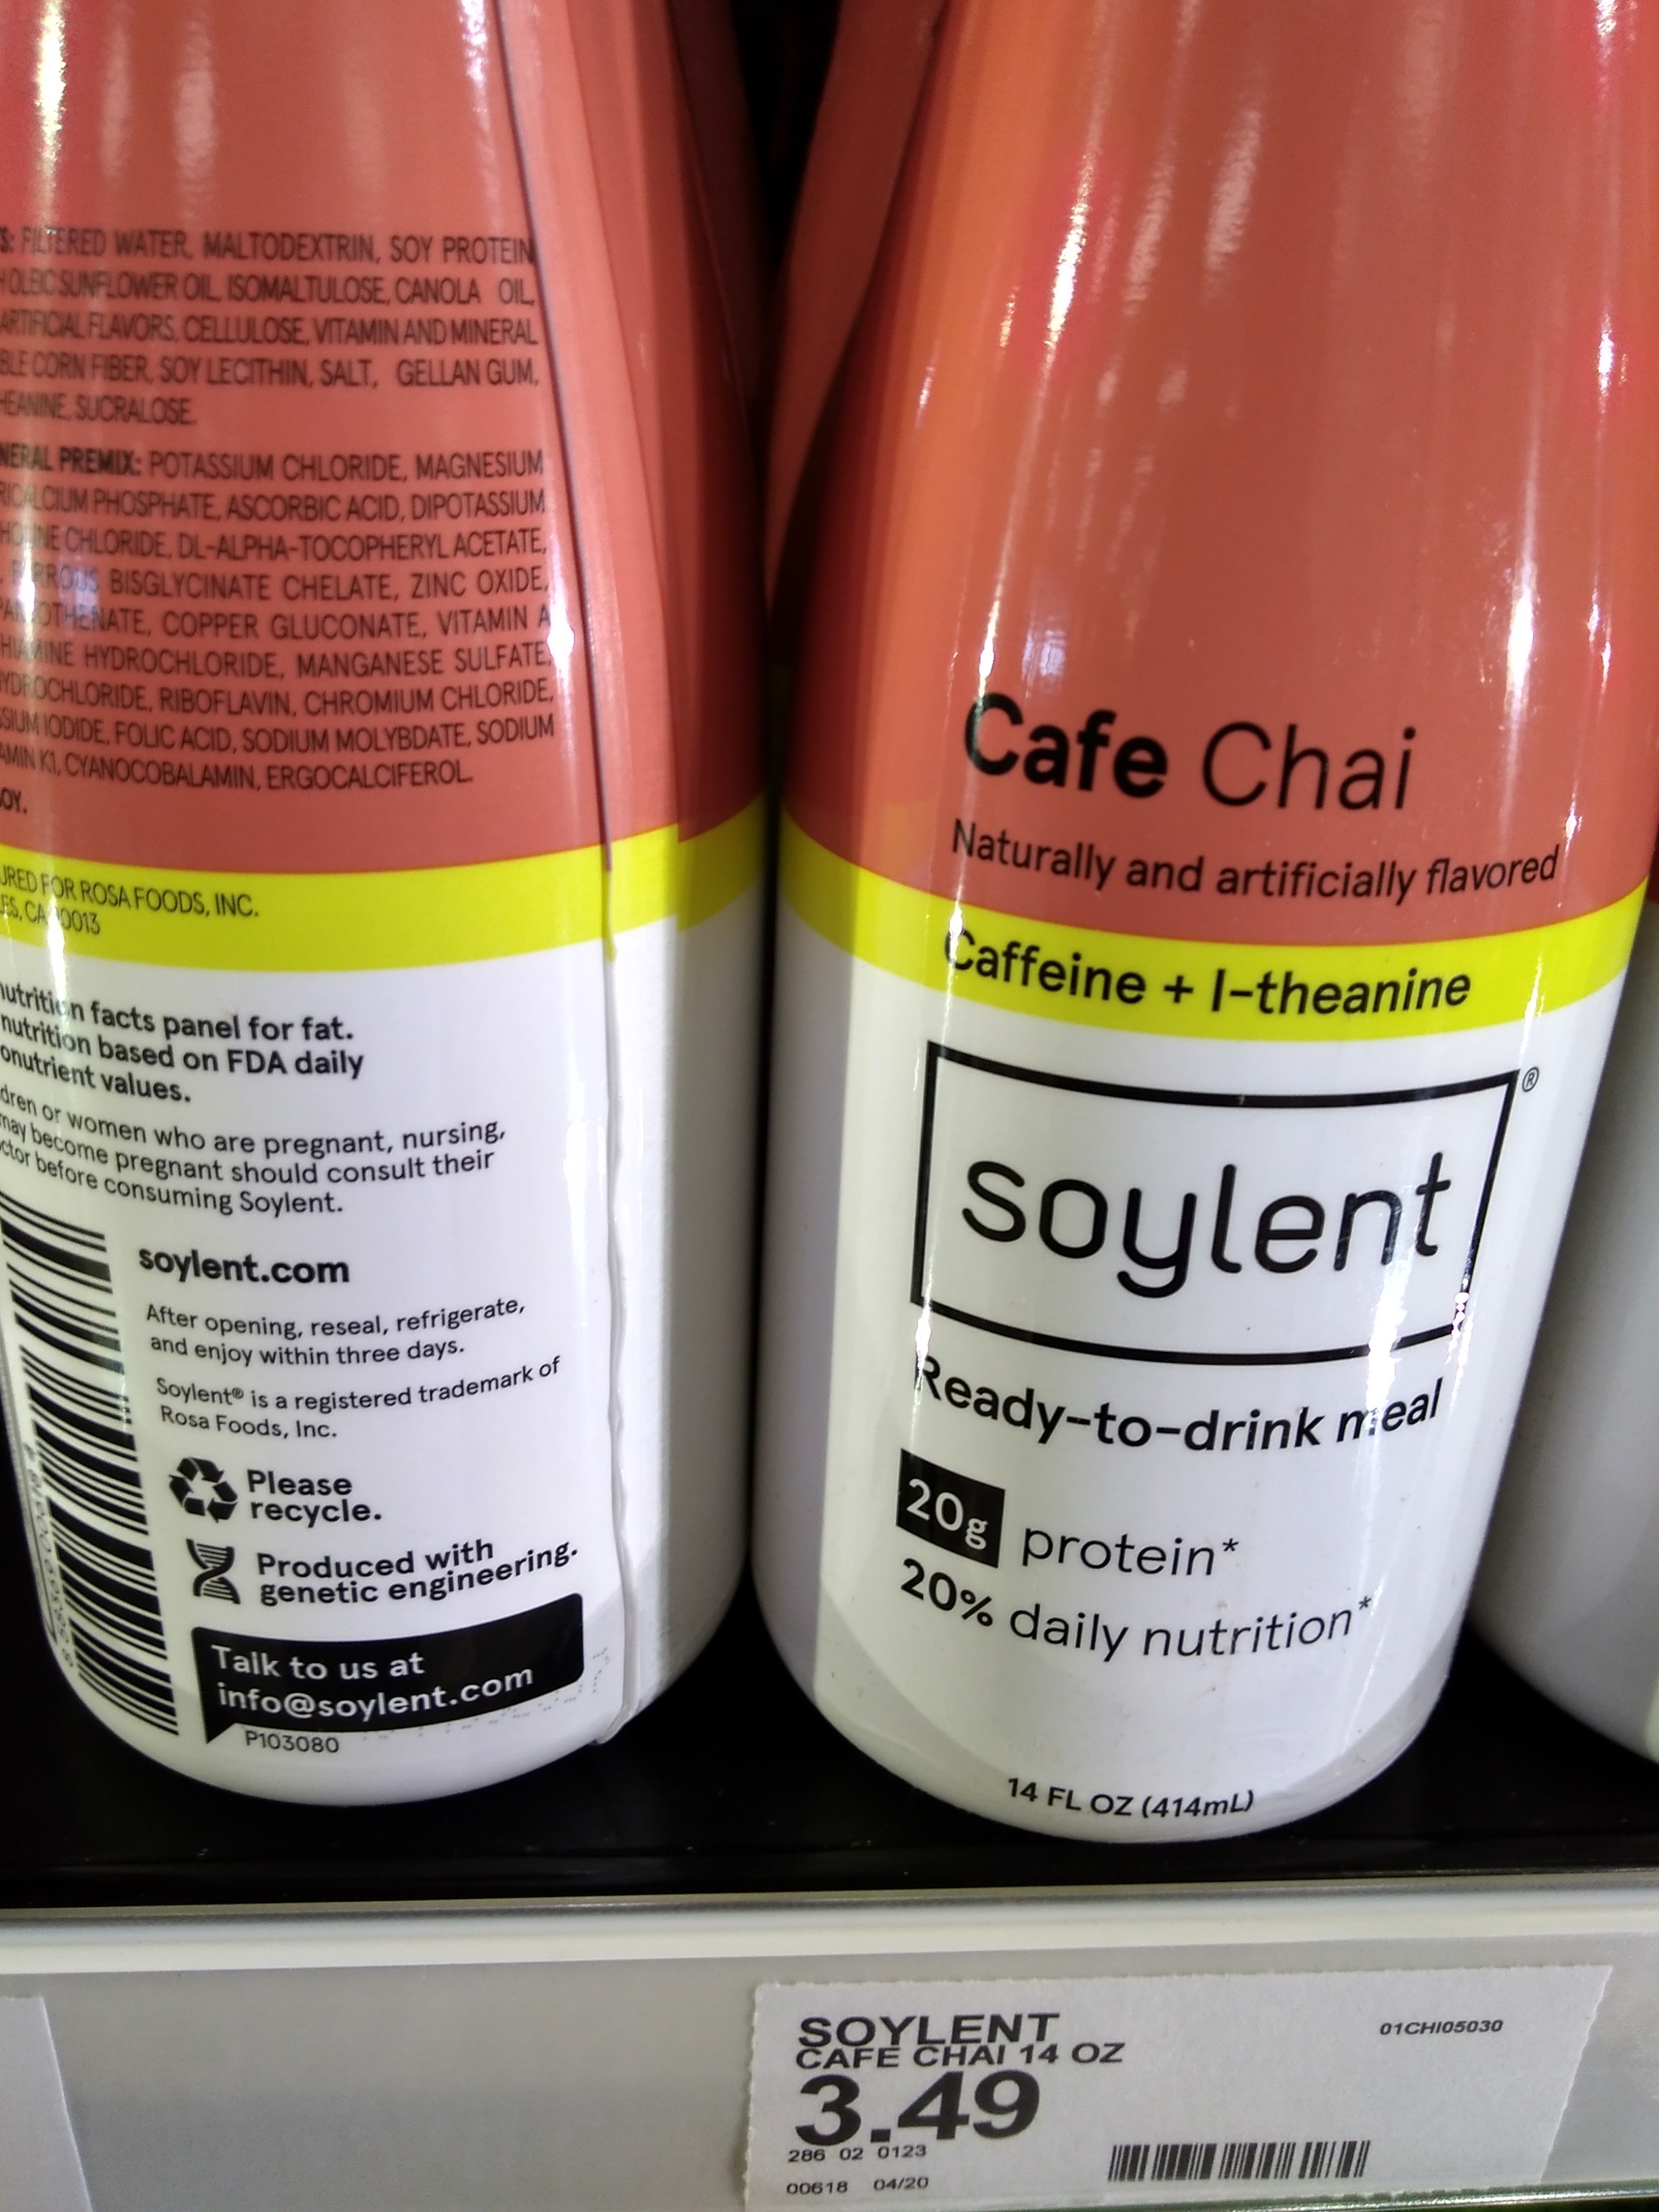 FILTERED WATER, MALTODEXTRIN, SOY PROTEIN
OLEIC SUNFLOWER OIL, ISOMALTULOSE, CANOLA OIL,
ARTIFICIAL FLAVORS, CELLULOSE, VITAMIN AND MINERAL
CORN FIBER, SOY LECITHIN, SALT, GELLAN GUM,
SUCRALOSE.
PREMIX: POTASSIUM CHLORIDE, MAGNESIUM
PHOSPHATE, ASCORBIC ACID, DIPOTASSIUM
CHLORIDE, DL-ALPHA-TOCOPHERYL ACETATE,
FERROUS BISGLYCINATE CHELATE, ZINC OXIDE,
COPPER GLUCONATE, VITAMIN A
HYDROCHLORIDE, MANGANESE SULFATE,
RIBOFLAVIN, CHROMIUM CHLORIDE,
IODIDE, FOLIC ACID, SODIUM MOLYBDATE, SODIUM
K1, CYANOCOBALAMIN, ERGOCALCIFEROL.
FOR ROSA FOODS, INC.
CA 90013
nutrition facts panel for fat.
nutrition based on FDA daily
values.
or women who are pregnant, nursing,
may become pregnant should consult their
before consuming Soylent.
soylent.com
After opening, reseal, refrigerate,
and enjoy within three days.
Soylent® is a registered trademark of
Rosa Foods, Inc.
Please
recycle.
Produced with
genetic engineering.
Talk to us at
info@soylent.com
P103080
Cafe Chai
Naturally and artificially flavored
Caffeine + l-theanine
soylent®
Ready-to-drink meal
20g protein*
20% daily nutrition*
14 FL OZ (414mL)
SOYLENT 01CHI05030
CAFE CHAI 14 OZ
3.49
286 02 0123
00618 04/20